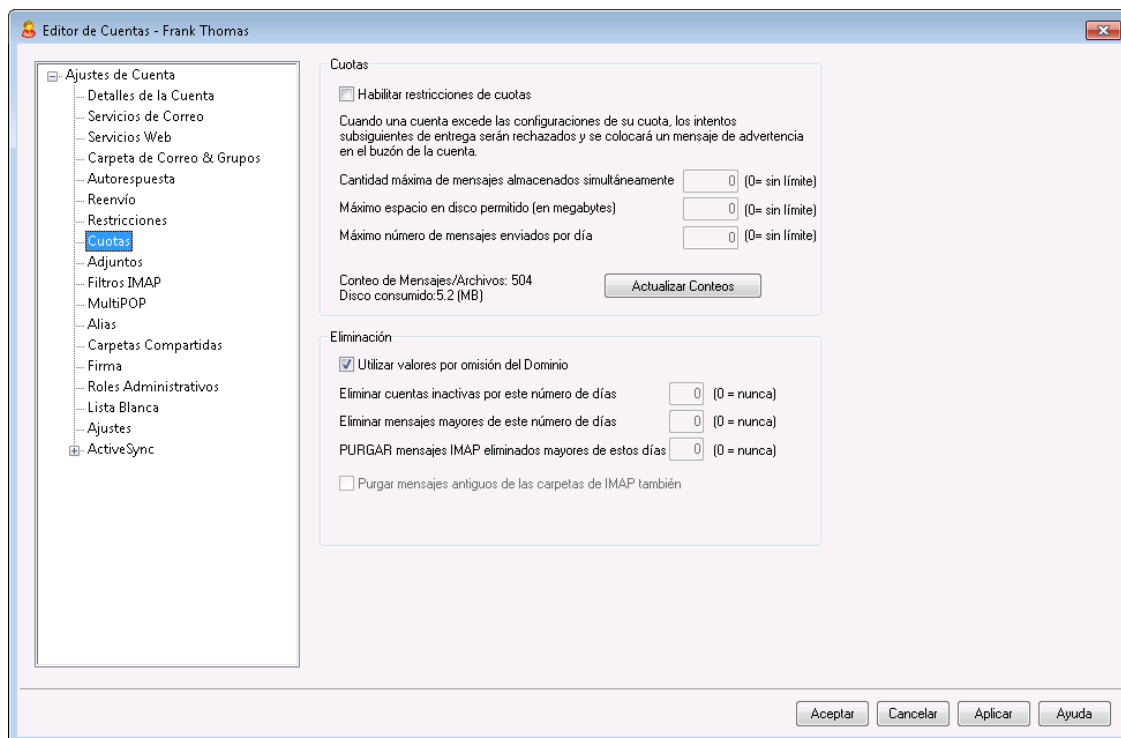 Editor de Cuentas - Frank Thomas
Ajustes de Cuenta
Detalles de la Cuenta
Servicios de Correo
Servicios Web
Carpeta de Correo & Grupos
Autorespuesta
Reenvío
Restricciones
Cuotas
Adjuntos
Filtros IMAP
MultiPOP
Alias
Carpetas Compartidas
Firma
Roles Administrativos
Lista Blanca
Ajustes
ActiveSync
Cuotas
Habilitar restricciones de cuotas
Cuando una cuenta excede las configuraciones de su cuota, los intentos
subsiguientes de entrega serán rechazados y se colocará un mensaje de advertencia
en el buzón de la cuenta.
Cantidad máxima de mensajes almacenados simultáneamente 0 (0= sin límite)
Máximo espacio en disco permitido (en megabytes) 0 (0= sin límite)
Máximo número de mensajes enviados por día 0 (0= sin límite)
Conteo de Mensajes/Archivos: 504
Disco consumido:5.2 (MB)
Actualizar Conteos
Eliminación
Utilizar valores por omisión del Dominio
Eliminar cuentas inactivas por este número de días 0 (0 = nunca)
Eliminar mensajes mayores de este número de días 0 (0 = nunca)
PURGAR mensajes IMAP eliminados mayores de estos días 0 (0 = nunca)
Purgar mensajes antiguos de las carpetas de IMAP también
Aceptar Cancelar Aplicar Ayuda